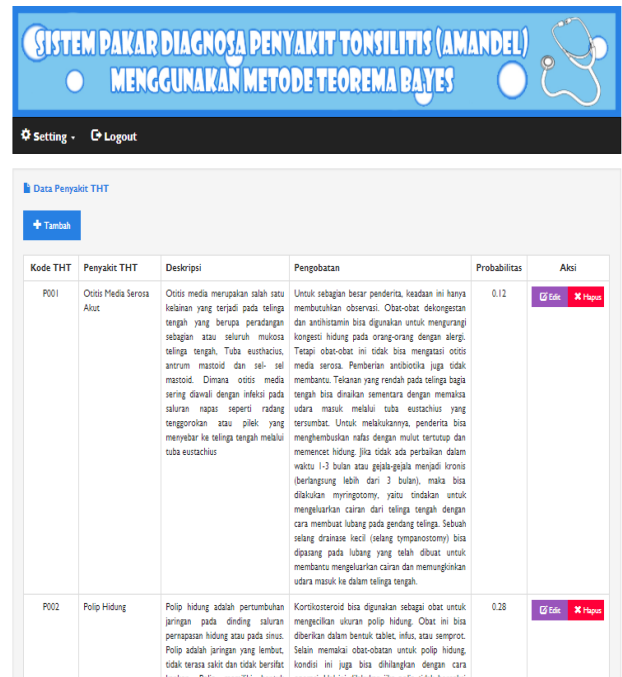 SISTEM PAKAR DIAGNOSA PENYAKIT TONSILITIS (AMANDEL)
MENGGUNAKAN METODE TEOREMA BAYES
Setting
Logout
Data Penyakit THT
Tambah
Kode THT Penyakit THT Deskripsi Pengobatan Probabilitas Aksi
P001
Otitis Media Serosa
Akut
Otitis media merupakan salah satu
kelainan yang terjadi pada telinga
tengah yang berupa peradangan
sebagian atau seluruh mukosa
telinga tengah, Tuba eusthacius,
antrum mastoid dan sel- sel
mastoid. Dimana otitis media
sering diawali dengan infeksi pada
saluran napas seperti radang
tenggorokan atau pilek yang
menyebar ke telinga tengah melalui
tuba eustachius
Untuk sebagian besar penderita, keadaan ini hanya
membutuhkan observasi. Obat-obat dekongestan
dan antihistamin bisa digunakan untuk mengurangi
kongesti hidung pada orang-orang dengan alergi.
Tetapi obat-obat ini tidak bisa mengatasi otitis
media serosa. Pemberian antibiotika juga tidak
membantu. Tekanan yang rendah pada telinga bagia
tengah bisa dinaikan sementara dengan memaksa
udara masuk melalui tuba eustachius yang
tersumbat. Untuk melakukannya, penderita bisa
menghembuskan nafas dengan mulut tertutup dan
memencet hidung. Jika tidak ada perbaikan dalam
waktu 1-3 bulan atau gejala-gejala menjadi kronis
(berlangsung lebih dari 3 bulan), maka bisa
dilakukan myringotomy, yaitu tindakan untuk
mengeluarkan cairan dari telinga tengah dengan
cara membuat lubang pada gendang telinga. Sebuah
selang drainase kecil (selang tympanostomy) bisa
dipasang pada lubang yang telah dibuat untuk
membantu mengeluarkan cairan dan memungkinkan
udara masuk ke dalam telinga tengah.
0.12
Edit
Hapus
P002
Polip Hidung
Polip hidung adalah pertumbuhan
jaringan pada dinding saluran
pernapasan hidung atau pada sinus.
Polip adalah jaringan yang lembut,
tidak terasa sakit dan tidak bersifat
Kortikosteroid bisa digunakan sebagai obat untuk
mengecilkan ukuran polip hidung. Obat ini bisa
diberikan dalam bentuk tablet, infus, atau semprot.
Selain memakai obat-obatan untuk polip hidung,
kondisi ini juga bisa dihilangkan dengan cara
0.28
Edit
Hapus